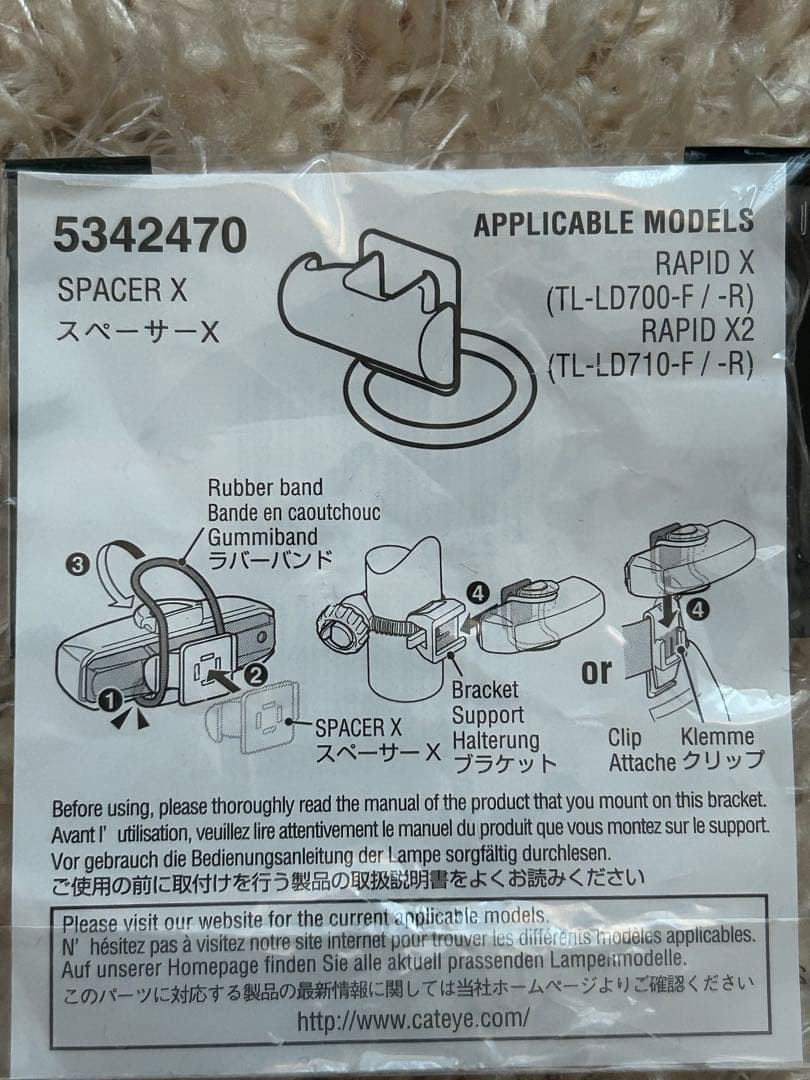 5342470
SPACER X
スペーサーX
APPLICABLE MODELS
RAPID X
(TL-LD700-F / -R)
RAPID X2
(TL-LD710-F / -R)
Rubber band
Bande en caoutchouc
Gummiband
ラバーバンド
❸
❶
❷
SPACER X
スペーサー X
❹
Bracket
Support
Halterung
ブラケット
or
❹
Clip Klemme
Attache クリップ
Before using, please thoroughly read the manual of the product that you mount on this bracket.
Avant l' utilisation, veuillez lire attentivement le manuel du produit que vous montez sur le support.
Vor gebrauch die Bedienungsanleitung der Lampe sorgfältig durchlesen.
ご使用の前に取付けを行う製品の取扱説明書をよくお読みください
Please visit our website for the current applicable models.
N' hésitez pas à visitez notre site internet pour trouver les différents modèles applicables.
Auf unserer Homepage finden Sie alle aktuell prassenden Lampenmodelle.
このパーツに対応する製品の最新情報に関しては当社ホームページよりご確認ください
http://www.cateye.com/